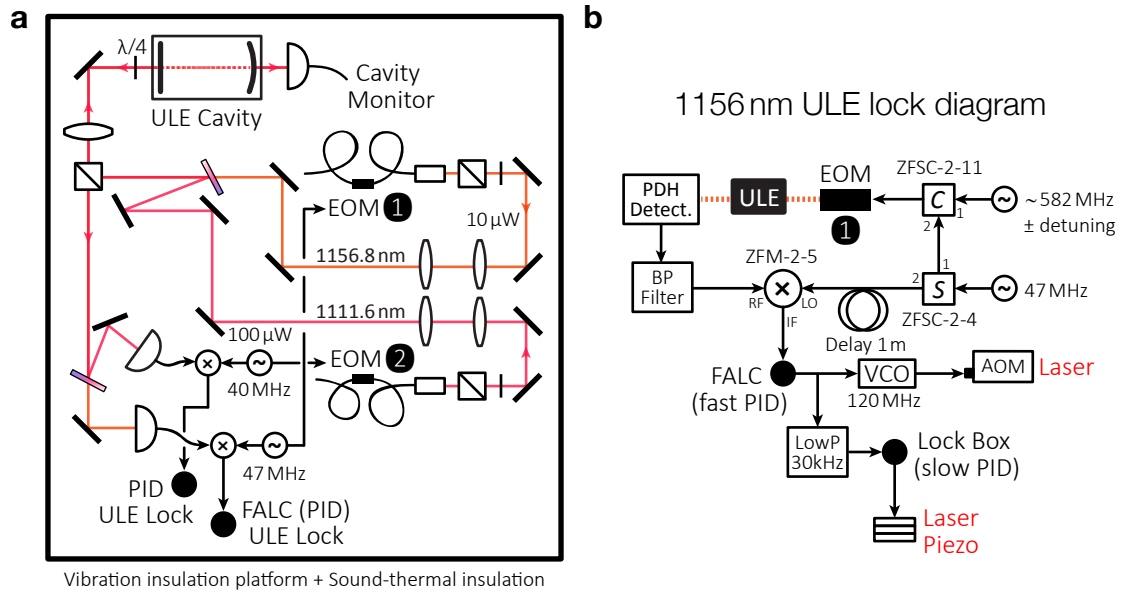 a
λ/4
ULE Cavity
Cavity
Monitor
EOM 1
10 µW
1156.8 nm
1111.6 nm
100 µW
EOM 2
×
~
40 MHz
×
~
47 MHz
PID
ULE Lock
FALC (PID)
ULE Lock
Vibration insulation platform + Sound-thermal insulation
b
1156 nm ULE lock diagram
PDH
Detect.
ULE
EOM
1
ZFSC-2-11
C
1
2
~
~582 MHz
± detuning
BP
Filter
ZFM-2-5
×
RF
LO
IF
Delay 1 m
1
2
S
ZFSC-2-4
~
47 MHz
FALC
(fast PID)
VCO
120 MHz
AOM
Laser
LowP
30kHz
Lock Box
(slow PID)
Laser
Piezo